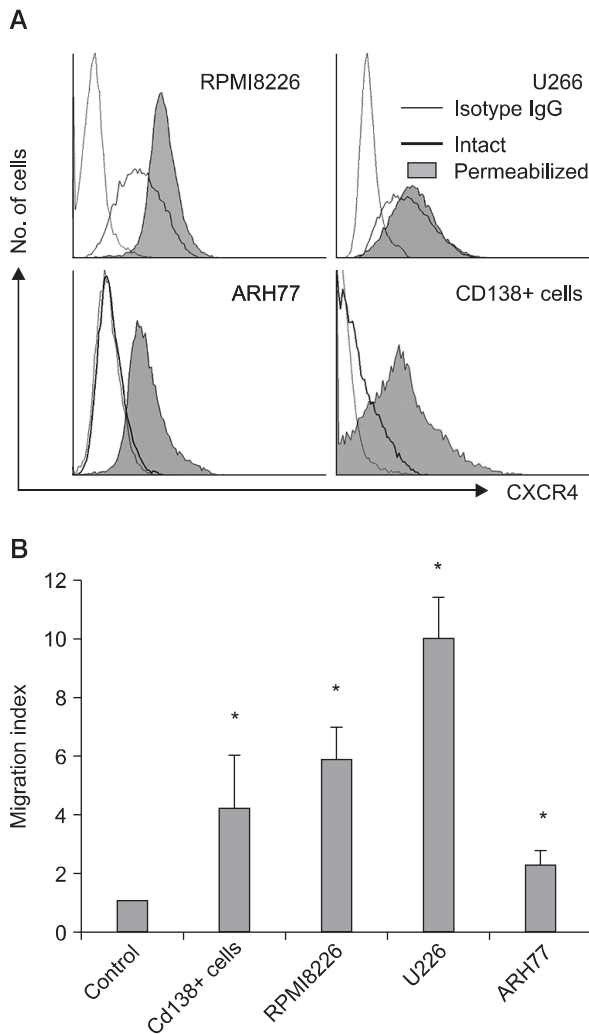 A
RPMI8226
U266
Isotype IgG
Intact
Permeabilized
No. of cells
ARH77
CD138+ cells
CXCR4
B
12
10
8
6
4
2
0
Migration index
*
*
*
*
Control
Cd138+ cells
RPMI8226
U226
ARH77